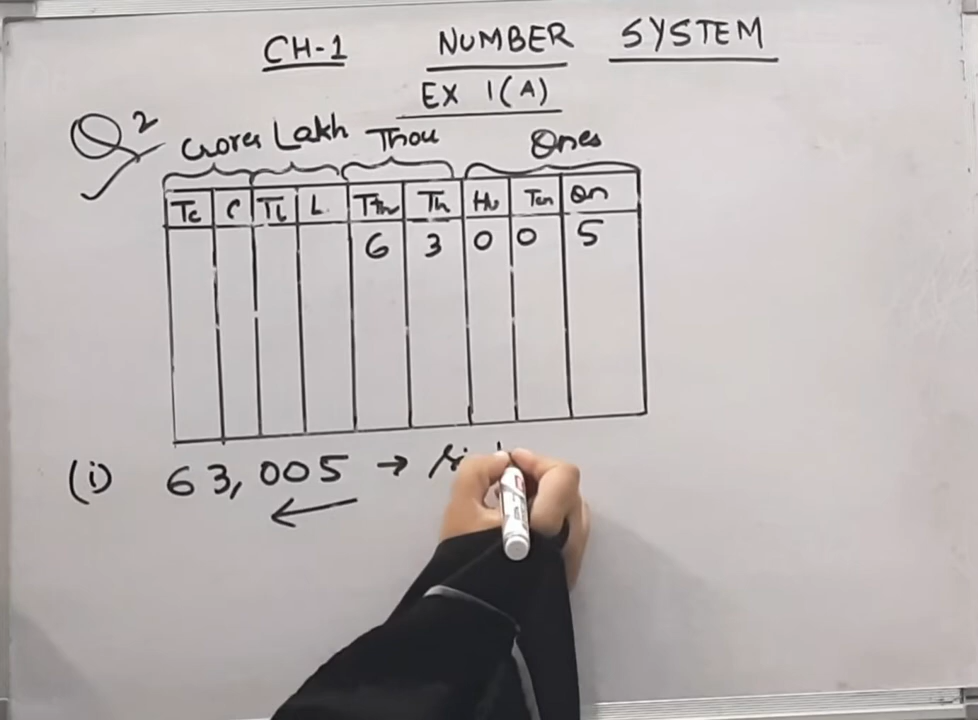 CH-1 NUMBER SYSTEM
EX 1(A)
Q2 Crores Lakh Thou Ones
Tc C TL L TTh Th Hu Ten On
6 3 0 0 5
(i) 63,005 →